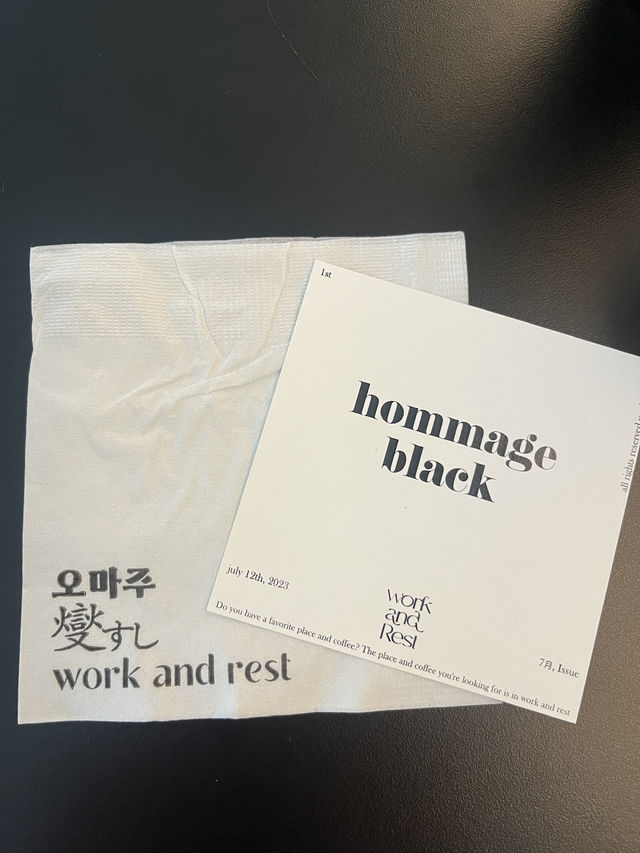 오마주
燮すし
work and rest
1st
hommage
black
all rights reserved
july 12th, 2023
work
and
Rest
7月, Issue
Do you have a favorite place and coffee? The place and coffee you're looking for is in work and rest